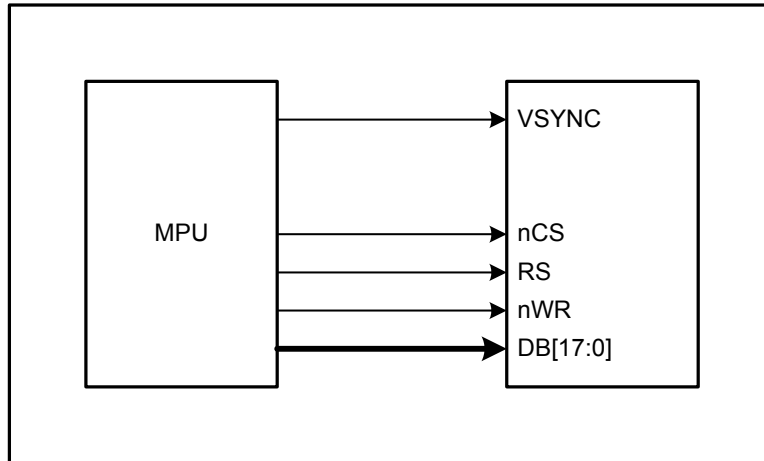 VSYNC
MPU
nCS
RS
nWR
DB[17:0]